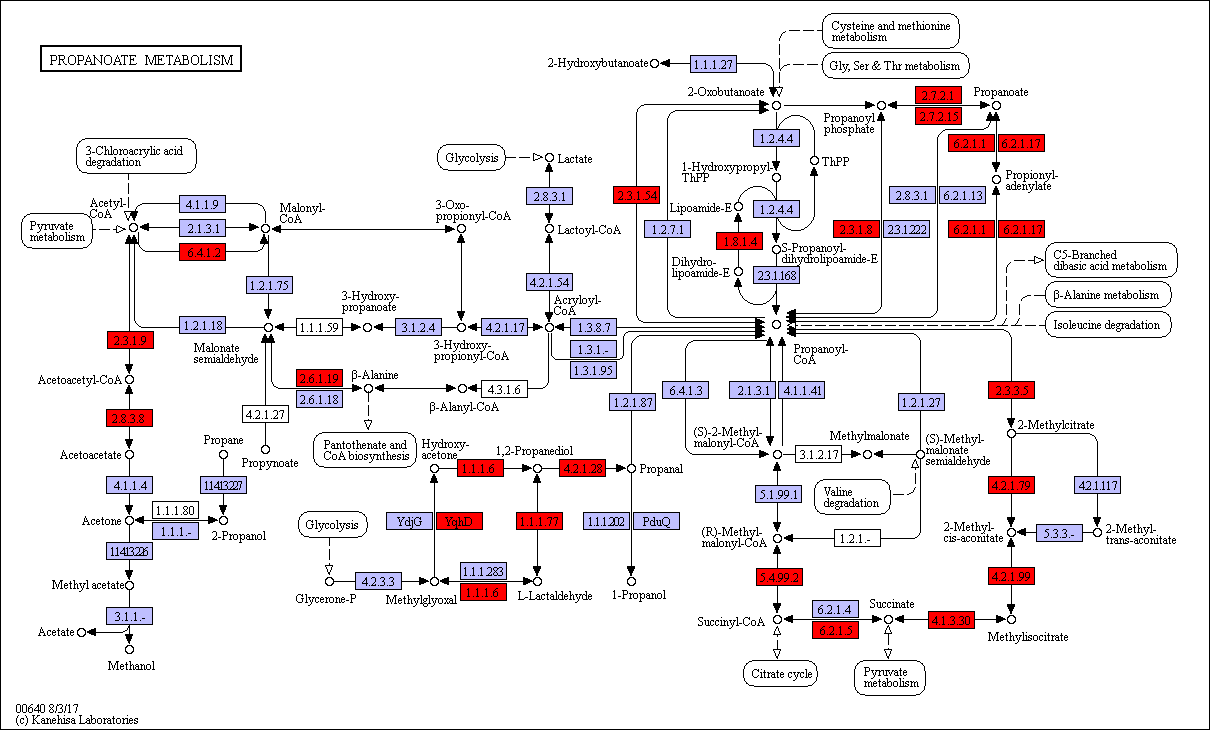 PROPANOATE METABOLISM
Cysteine and methionine
metabolism
Gly, Ser & Thr metabolism
2-Hydroxybutanoate
1.1.1.27
2-Oxobutanoate
Propanoyl
phosphate
2.7.2.1
2.7.2.15
Propanoate
3-Chloroacrylic acid
degradation
Glycolysis
Lactate
1.2.4.4
ThPP
1-Hydroxypropyl-
ThPP
6.2.1.1
6.2.1.17
Propionyl-
adenylate
2.8.3.1
2.3.1.54
2.8.3.1
6.2.1.13
Acetyl-
CoA
4.1.1.9
Malonyl-
CoA
3-Oxo-
propionyl-CoA
Lipoamide-E
1.2.4.4
Pyruvate
metabolism
2.1.3.1
6.4.1.2
Lactoyl-CoA
1.2.7.1
1.8.1.4
S-Propanoyl-
dihydrolipoamide-E
2.3.1.8
2.3.1.222
6.2.1.1
6.2.1.17
Dihydro-
lipoamide-E
2.3.1.168
C5-Branched
dibasic acid metabolism
β-Alanine metabolism
Isoleucine degradation
1.2.1.75
4.2.1.54
3-Hydroxy-
propanoate
Acryloyl-
CoA
1.2.1.18
1.1.1.59
3.1.2.4
4.2.1.17
1.3.8.7
Malonate
semialdehyde
3-Hydroxy-
propionyl-CoA
1.3.1.-
1.3.1.95
Propanoyl-
CoA
2.3.1.9
Acetoacetyl-CoA
2.6.1.19
2.6.1.18
β-Alanine
β-Alanyl-CoA
4.3.1.6
1.2.1.87
6.4.1.3
2.1.3.1
4.1.1.41
1.2.1.27
2.3.3.5
2.8.3.8
4.2.1.27
Propynoate
Pantothenate and
CoA biosynthesis
Acetoacetate
Propane
Hydroxy-
acetone
1.1.1.6
1,2-Propanediol
4.2.1.28
Propanal
(S)-2-Methyl-
malonyl-CoA
Methylmalonate
3.1.2.17
(S)-Methyl-
malonate
semialdehyde
2-Methylcitrate
4.1.1.4
1.14.13.227
4.2.1.79
4.2.1.117
5.1.99.1
Valine
degradation
Acetone
1.1.1.80
1.1.1.-
2-Propanol
Glycolysis
YdjG
YqhD
1.1.1.77
1.1.1.202
PduQ
(R)-Methyl-
malonyl-CoA
1.2.1.-
2-Methyl-
cis-aconitate
5.3.3.-
2-Methyl-
trans-aconitate
1.14.13.226
Methyl acetate
Glycerone-P
4.2.3.3
Methylglyoxal
1.1.1.283
1.1.1.6
L-Lactaldehyde
1-Propanol
5.4.99.2
4.2.1.99
3.1.1.-
Acetate
Methanol
Succinyl-CoA
6.2.1.4
6.2.1.5
Succinate
4.1.3.30
Methylisocitrate
Citrate cycle
Pyruvate
metabolism
00640 8/3/17
(c) Kanehisa Laboratories